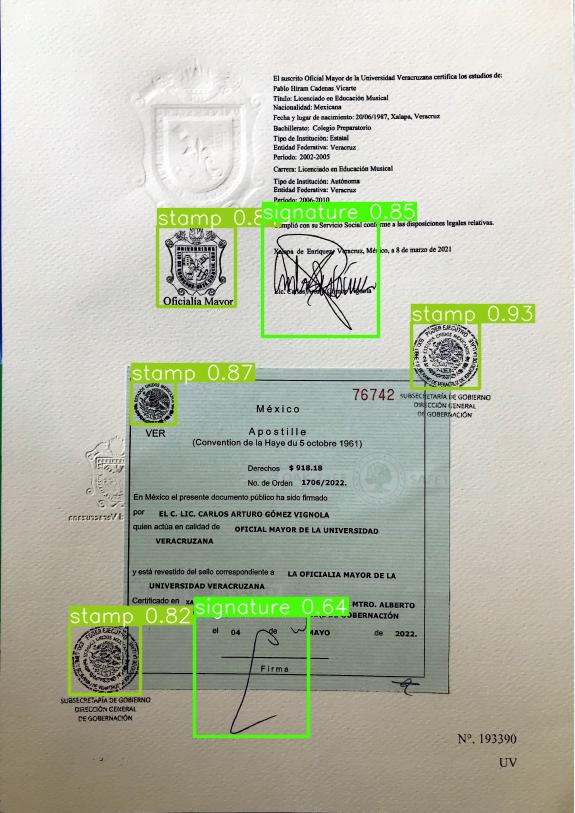 El suscrito Oficial Mayor de la Universidad Veracruzana certifica los estudios de:
Pablo Hiram Cadenas Vicarte
Título: Licenciado en Educación Musical
Nacionalidad: Mexicana
Fecha y lugar de nacimiento: 20/06/1987, Xalapa, Veracruz
Bachillerato: Colegio Preparatorio
Tipo de Institución: Estatal
Entidad Federativa: Veracruz
Período: 2002-2005
Carrera: Licenciado en Educación Musical
Tipo de Institución: Autónoma
Entidad Federativa: Veracruz
Período: 2006-2010
stamp 0.8
signature 0.85
Cumplió con su Servicio Social conforme a las disposiciones legales relativas.
Xalapa de Enríquez, Veracruz, México, a 8 de marzo de 2021
Lic. Carlos Vignola
Oficialía Mayor
stamp 0.93
SUBSECRETARÍA DE GOBIERNO
DIRECCIÓN GENERAL
DE GOBERNACIÓN
stamp 0.87
VER
76742
México
Apostille
(Convention de la Haye du 5 octobre 1961)
Derechos $ 918.18
No. de Orden 1706/2022.
En México el presente documento público ha sido firmado
por EL C. LIC. CARLOS ARTURO GÓMEZ VIGNOLA
quien actúa en calidad de OFICIAL MAYOR DE LA UNIVERSIDAD
VERACRUZANA
y está revestido del sello correspondiente a LA OFICIALIA MAYOR DE LA
UNIVERSIDAD VERACRUZANA
Certificado en XA MTRO. ALBERTO
GOBERNACIÓN
signature 0.64
el 04 de MAYO de 2022.
Firma
stamp 0.82
SUBSECRETARÍA DE GOBIERNO
DIRECCIÓN GENERAL
DE GOBERNACIÓN
N°. 193390
UV